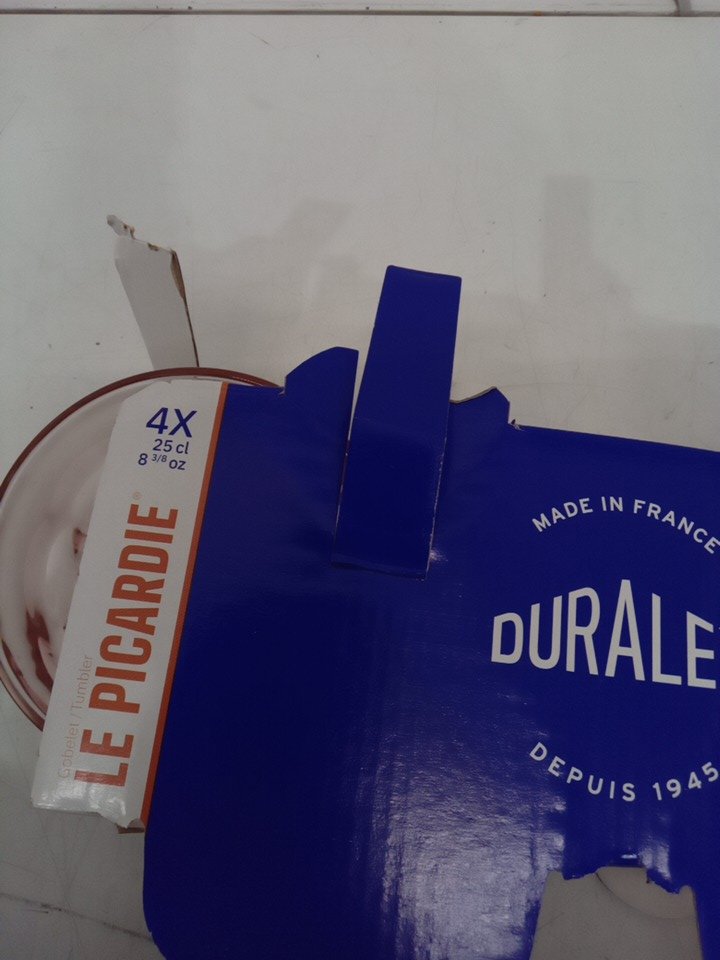 4X
25 cl
8 3/8 oz
LE PICARDIE®
Gobelet / Tumbler
MADE IN FRANCE
DURALE
DEPUIS 1945